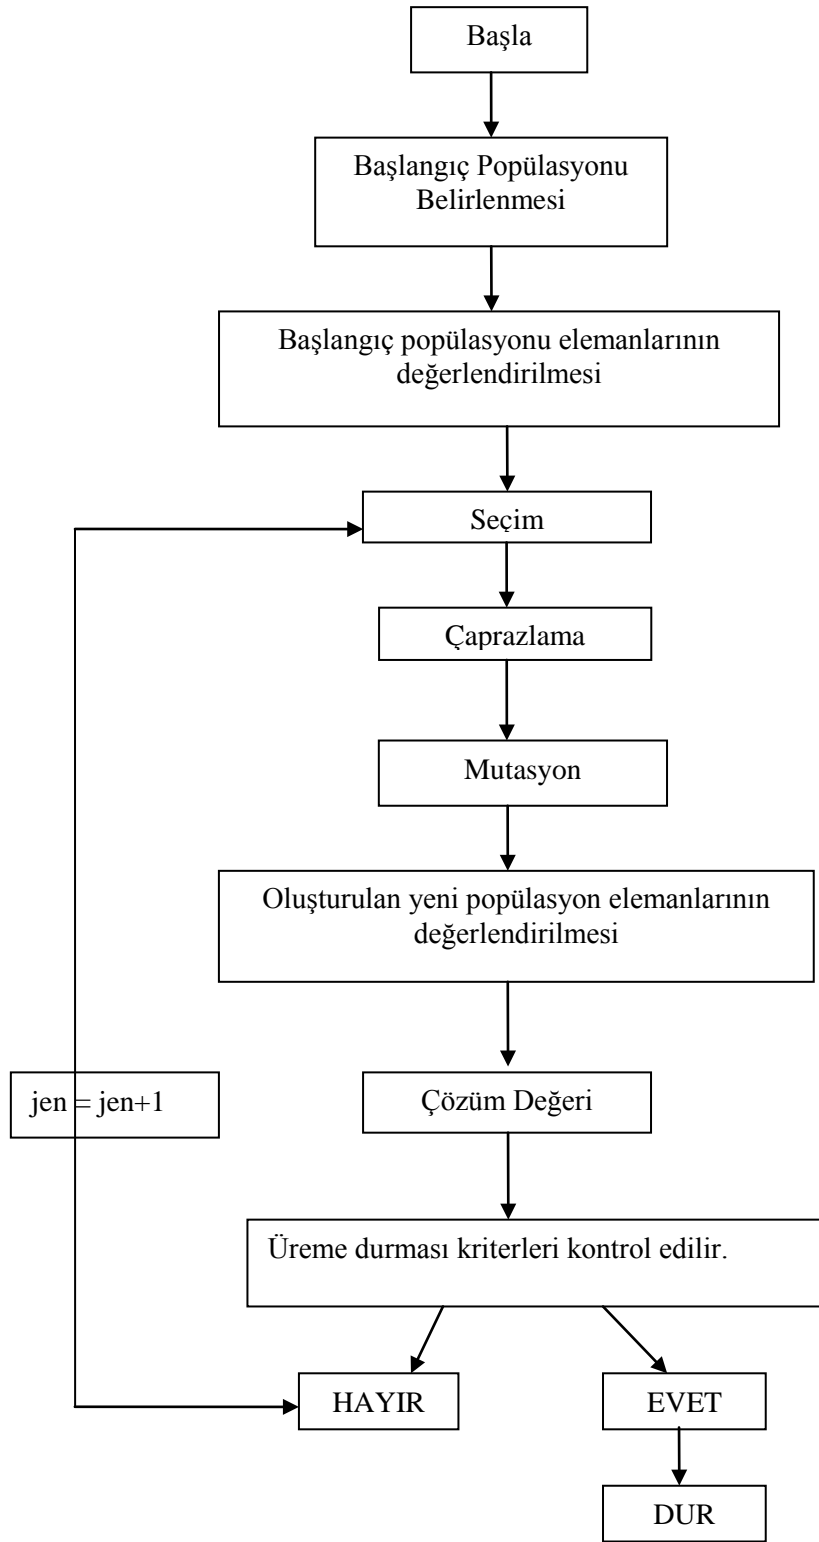 Başla
Başlangıç Popülasyonu
Belirlenmesi
Başlangıç popülasyonu elemanlarının
değerlendirilmesi
Seçim
Çaprazlama
Mutasyon
Oluşturulan yeni popülasyon elemanlarının
değerlendirilmesi
jen = jen+1
Çözüm Değeri
Üreme durması kriterleri kontrol edilir.
HAYIR
EVET
DUR